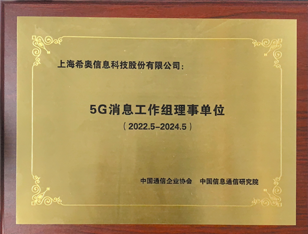 上海希奥信息科技股份有限公司：
5G消息工作组理事单位
（2022.5-2024.5）
中国通信企业协会 中国信息通信研究院